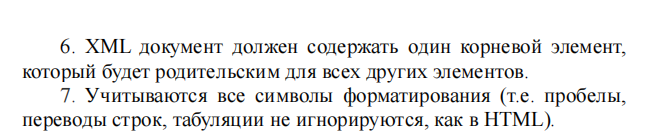 6. XML документ должен содержать один корневой элемент,
который будет родительским для всех других элементов.
7. Учитываются все символы форматирования (т.е. пробелы,
переводы строк, табуляции не игнорируются, как в HTML).